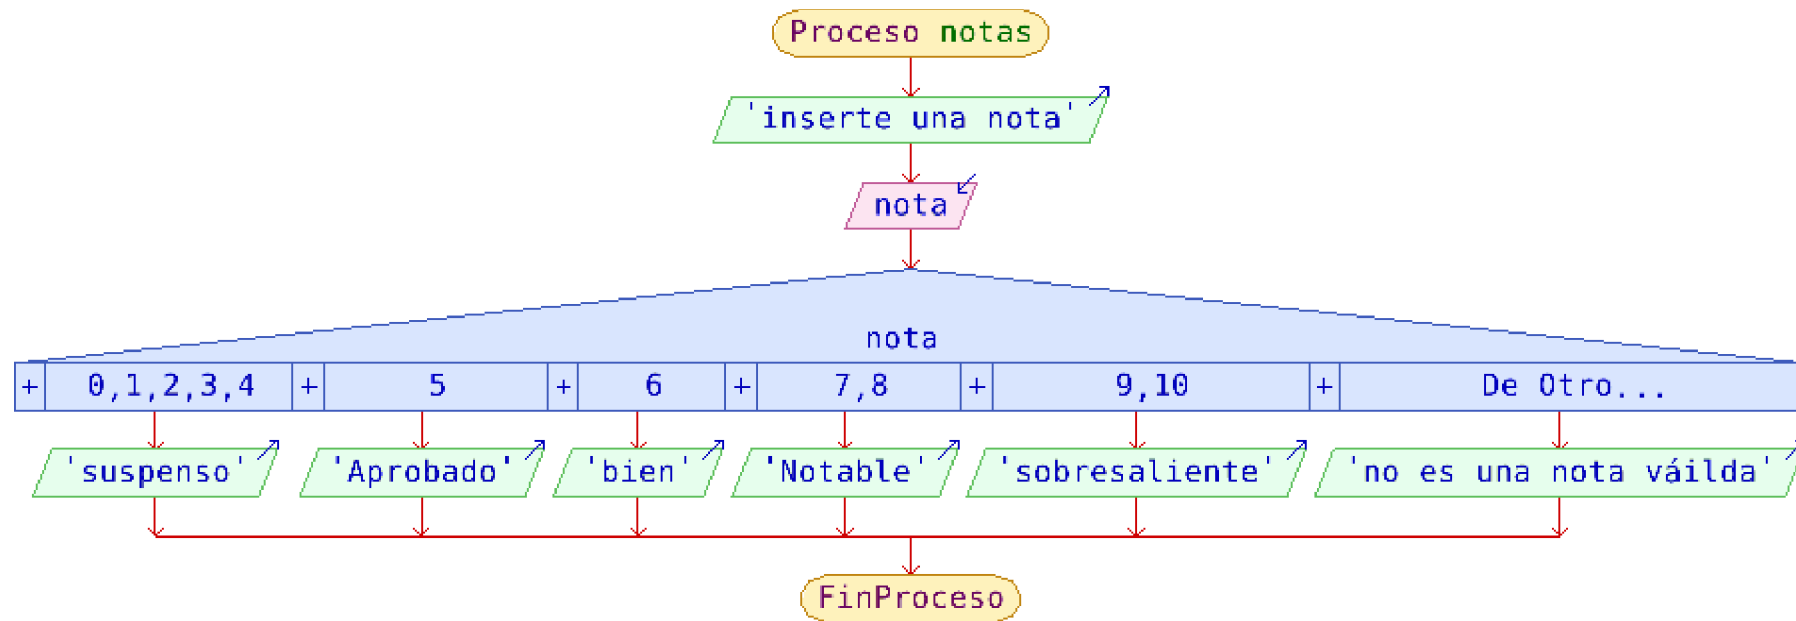 Proceso notas
'inserte una nota'
nota
nota
+ 0,1,2,3,4 + 5 + 6 + 7,8 + 9,10 + De Otro...
'suspenso' 'Aprobado' 'bien' 'Notable' 'sobresaliente' 'no es una nota váilda'
FinProceso